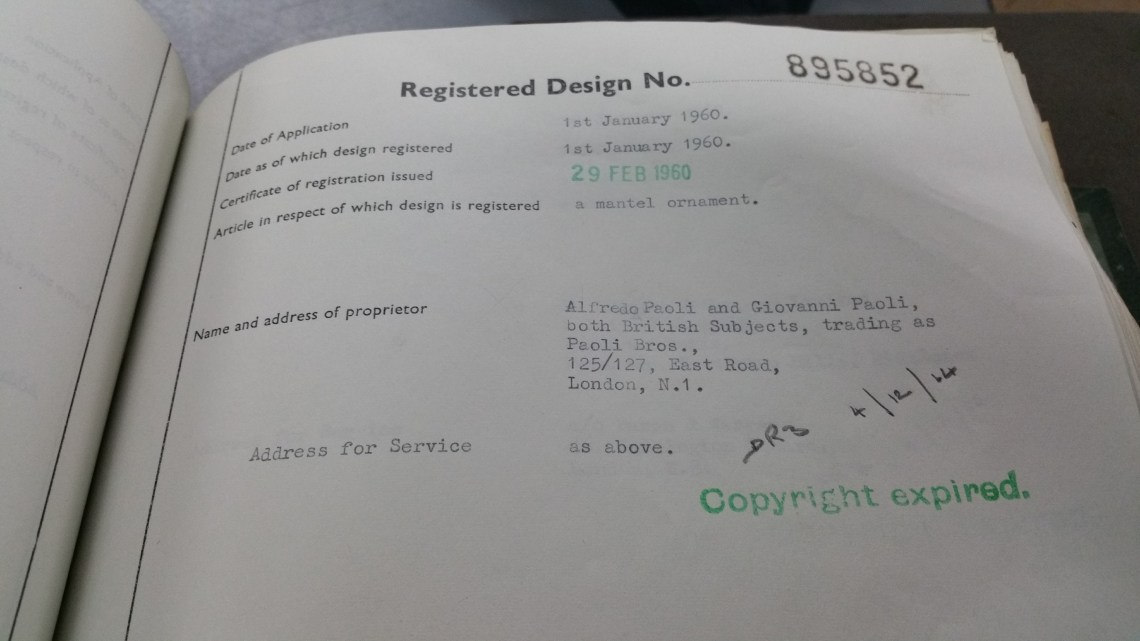 Registered Design No. 895852
Date of Application 1st January 1960.
Date as of which design registered 1st January 1960.
Certificate of registration issued 29 FEB 1960
Article in respect of which design is registered a mantel ornament.
Name and address of proprietor Alfredo Paoli and Giovanni Paoli,
both British Subjects, trading as
Paoli Bros.,
125/127, East Road,
London, N.1.
4/12/64
Address for Service as above.
Copyright expired.